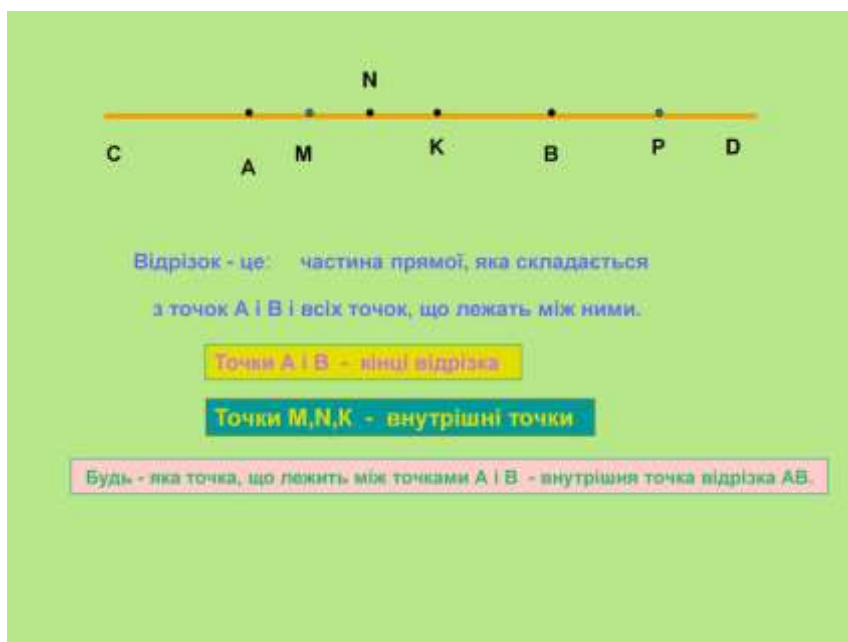 N
C A M K B P D
Відрізок - це: частина прямої, яка складається
з точок А і В і всіх точок, що лежать між ними.
Точки А і В - кінці відрізка
Точки M,N,К - внутрішні точки
Будь - яка точка, що лежить між точками А і В - внутрішня точка відрізка АВ.